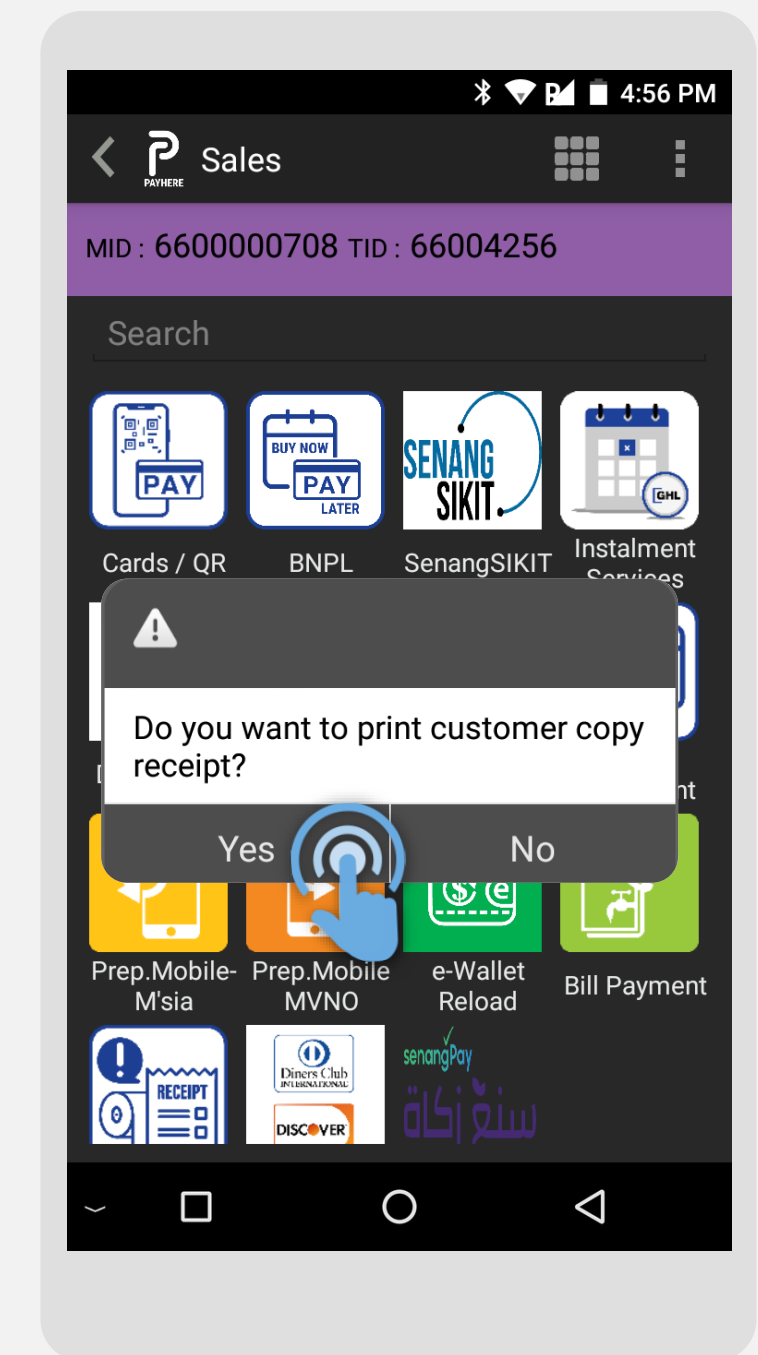 4:56 PM
PAYHERE
Sales
MID : 6600000708 TID : 66004256
Search
PAY
BUY NOW
PAY
LATER
SENANG
SIKIT.
GHL
Cards / QR
BNPL
SenangSIKIT
Instalment
Services
Do you want to print customer copy
receipt?
Yes
No
Prep.Mobile-
M'sia
Prep.Mobile
MVNO
e-Wallet
Reload
Bill Payment
RECEIPT
Diners Club
INTERNATIONAL
DISCOVER
senangPay